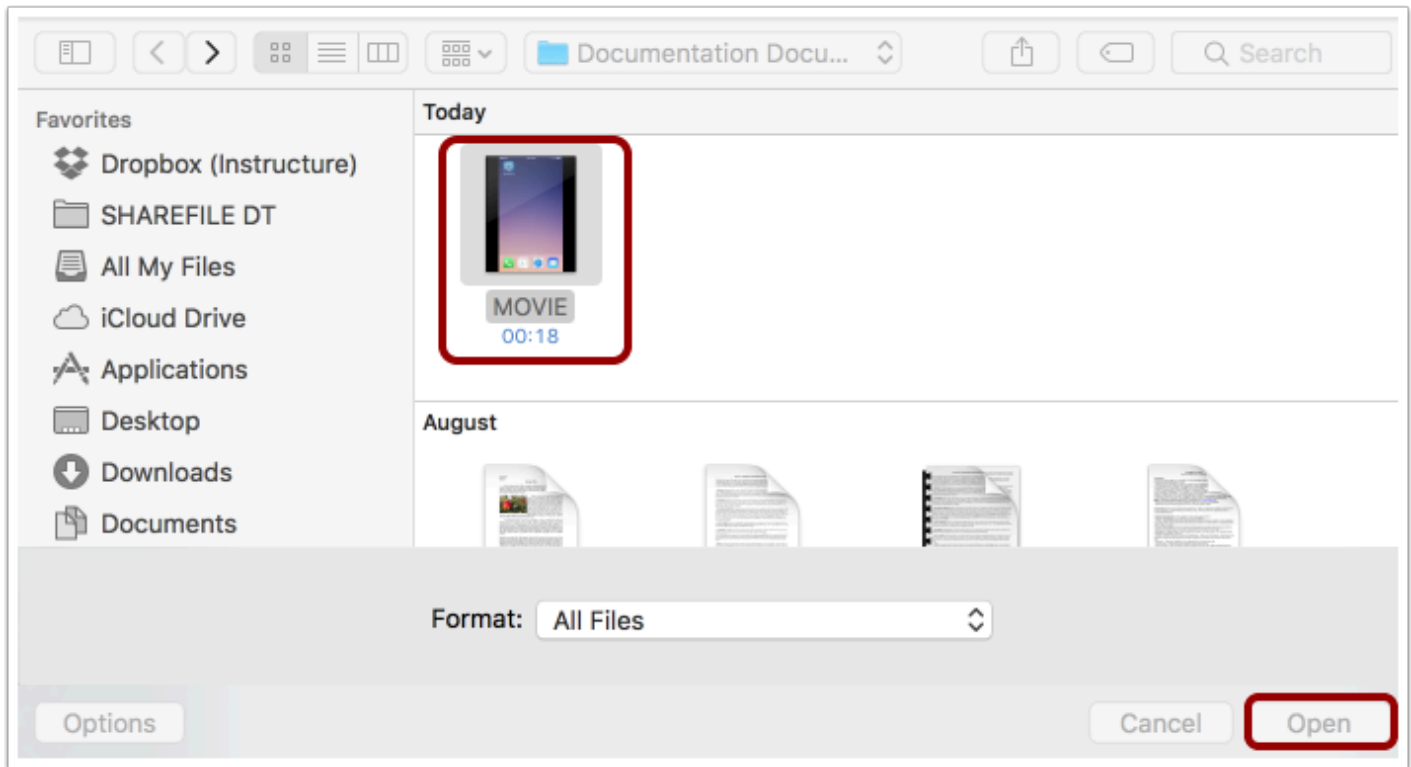 Documentation Docu...
Search
Favorites
Dropbox (Instructure)
SHAREFILE DT
All My Files
iCloud Drive
Applications
Desktop
Downloads
Documents
Today
MOVIE
00:18
August
Format: All Files
Options
Cancel
Open